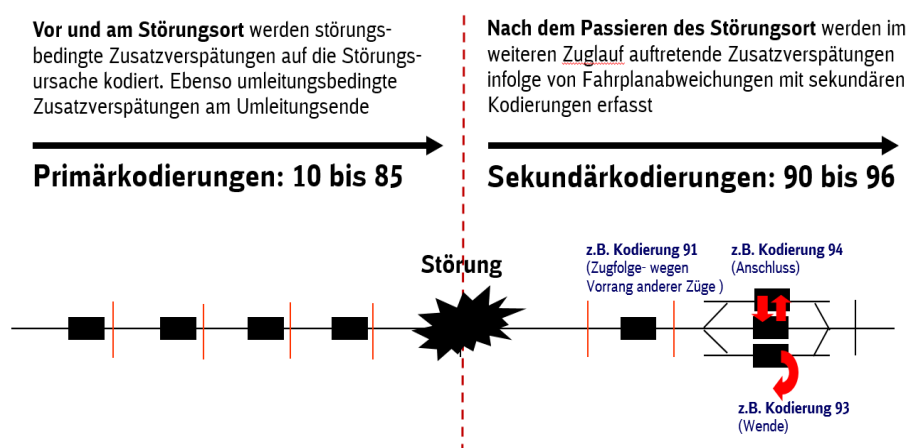 Vor und am Störungsort werden störungs-
bedingte Zusatzverspätungen auf die Störungs-
ursache kodiert. Ebenso umleitungsbedingte
Zusatzverspätungen am Umleitungsende
Primärkodierungen: 10 bis 85
Nach dem Passieren des Störungsort werden im
weiteren Zuglauf auftretende Zusatzverspätungen
infolge von Fahrplanabweichungen mit sekundären
Kodierungen erfasst
Sekundärkodierungen: 90 bis 96
Störung
z.B. Kodierung 91
(Zugfolge- wegen
Vorrang anderer Züge )
z.B. Kodierung 94
(Anschluss)
z.B. Kodierung 93
(Wende)